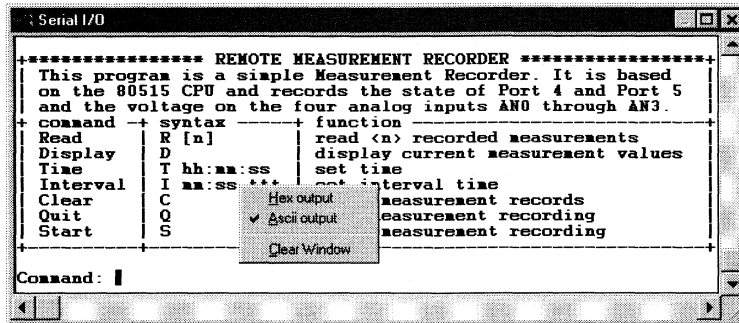 Serial I/O
+***************** REMOTE MEASUREMENT RECORDER *****************+
| This program is a simple Measurement Recorder. It is based |
| on the 80515 CPU and records the state of Port 4 and Port 5 |
| and the voltage on the four analog inputs AN0 through AN3. |
+ command -+ syntax -----+ function -----------------------------+
| Read | R [n] | read <n> recorded measurements |
| Display | D | display current measurement values |
| Time | T hh:mm:ss | set time |
| Interval | I mm:ss.ttt | set interval time |
| Clear | C measurement records |
| Quit | Q measurement recording |
| Start | S measurement recording |
+----------+-------------+----------------------------------------+
Hex output
✓ Ascii output
Clear Window
Command: